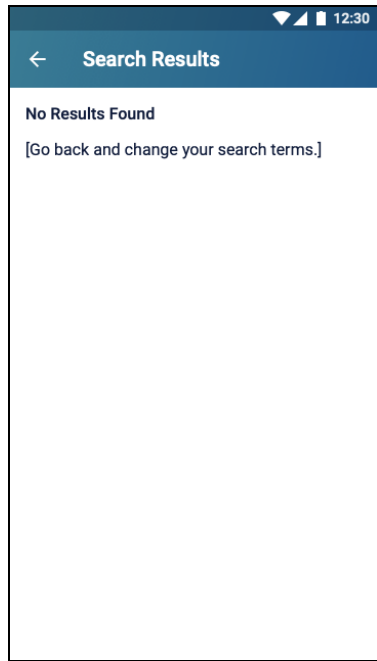 12:30
Search Results
No Results Found
[Go back and change your search terms.]